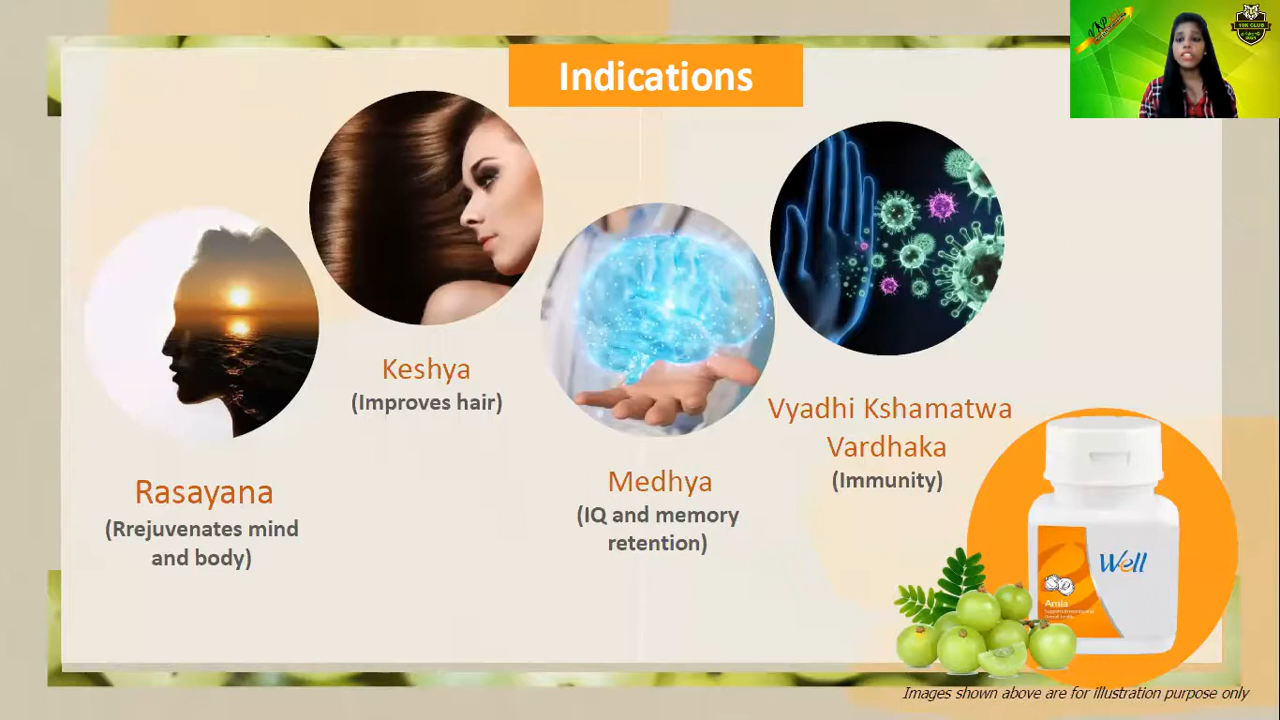 Indications
Keshya
(Improves hair)
Vyadhi Kshamatwa
Vardhaka
(Immunity)
Medhya
(IQ and memory
retention)
Rasayana
(Rrejuvenates mind
and body)
Well
Amla
Images shown above are for illustration purpose only